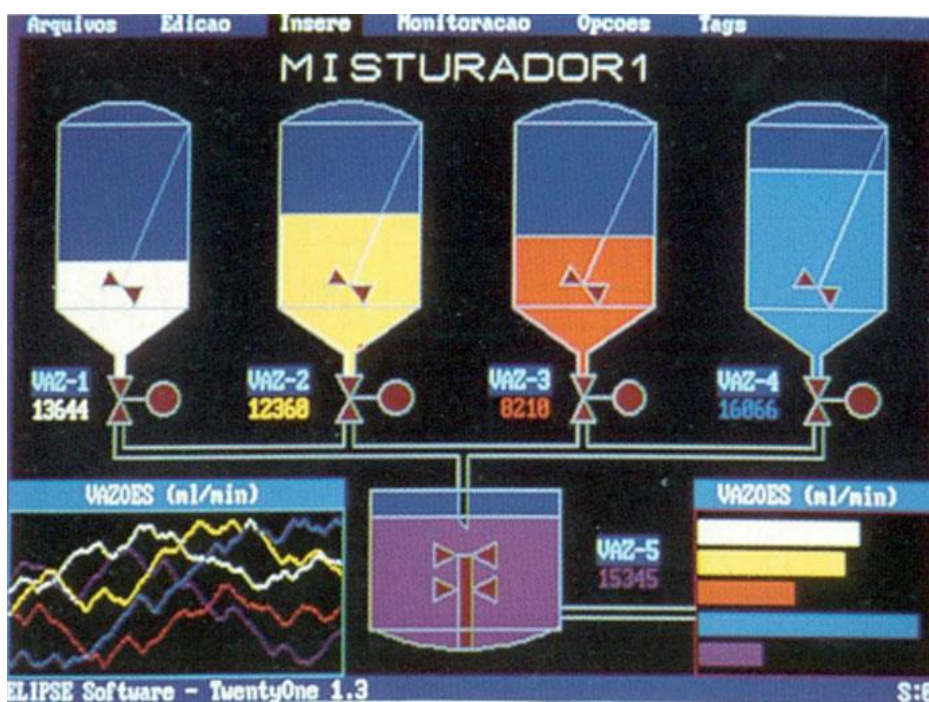 Arquivos Edicao Insere Monitoracao Opcoes Tags
MISTURADOR1
VAZ-1 VAZ-2 VAZ-3 VAZ-4
13644 12360 8210 16066
VAZOES (ml/min) VAZOES (ml/min)
VAZ-5
15345
ELIPSE Software - TwentyOne 1.3